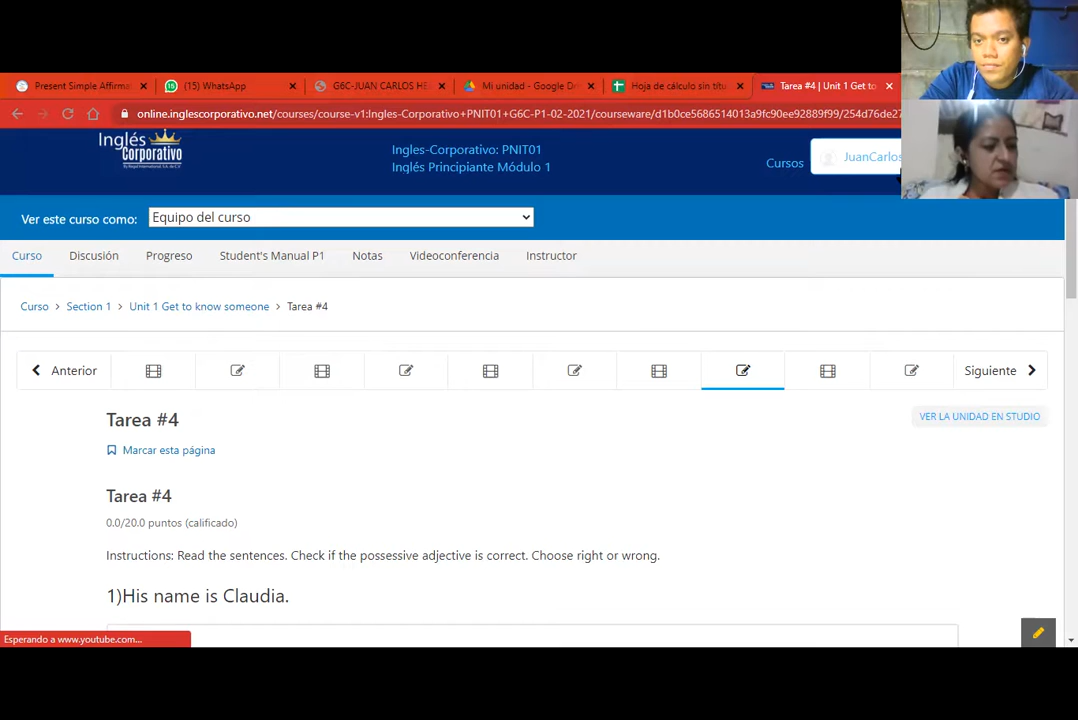 Present Simple Affirma
(15) WhatsApp
G6C-JUAN CARLOS HE
Mi unidad - Google Dri
Hoja de cálculo sin títu
Tarea #4 | Unit 1 Get to
online.inglescorporativo.net/courses/course-v1:Ingles-Corporativo+PNIT01+G6C-P1-02-2021/courseware/d1b0ce5686514013a9fc90ee92889f99/254d76de27
Inglés
Corporativo
Ingles-Corporativo: PNIT01
Inglés Principiante Módulo 1
Cursos
JuanCarlos
Ver este curso como:
Equipo del curso
Curso
Discusión
Progreso
Student's Manual P1
Notas
Videoconferencia
Instructor
Curso > Section 1 > Unit 1 Get to know someone > Tarea #4
Anterior
Siguiente
Tarea #4
VER LA UNIDAD EN STUDIO
Marcar esta página
Tarea #4
0.0/20.0 puntos (calificado)
Instructions: Read the sentences. Check if the possessive adjective is correct. Choose right or wrong.
1)His name is Claudia.
Esperando a www.youtube.com...